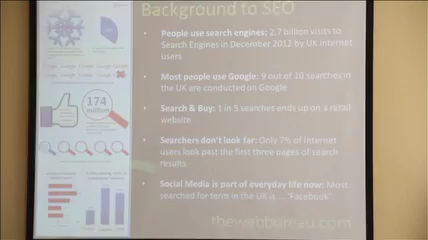 Background to SEO
• People use search engines: 2.7 billion visits to
Search Engines in December 2012 by UK internet
users
• Most people use Google: 9 out of 10 searches in
the UK are conducted on Google
• Search & Buy: 1 in 5 searches ends up on a retail
website
• Searchers don't look far: Only 7% of internet
users look past the first three pages of search
results
• Social Media is part of everyday life now: Most
searched for term in the UK is.... "Facebook"
thewebbureau.com
174
million